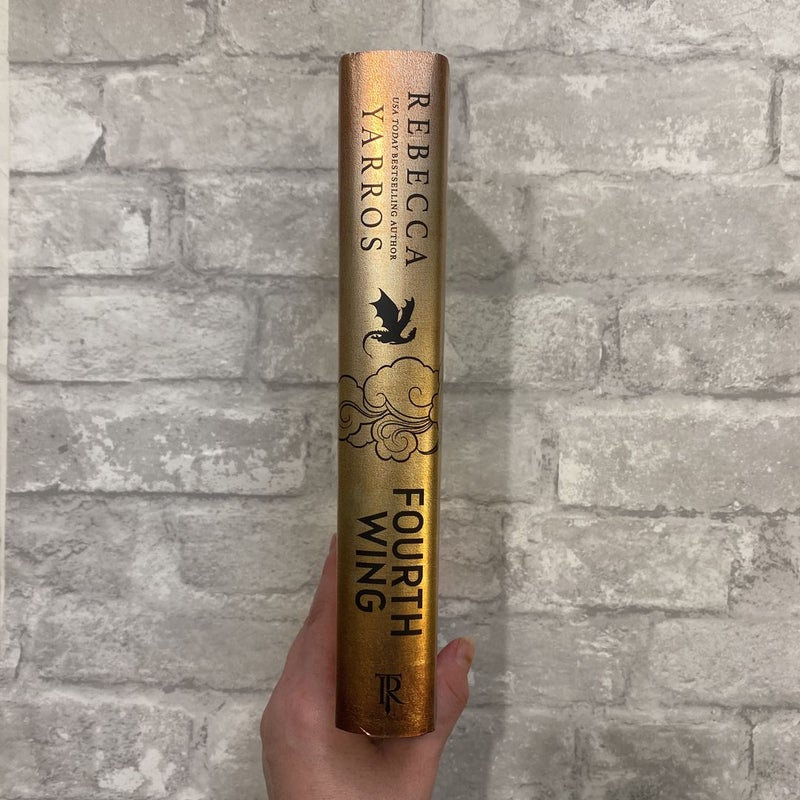 REBECCA
USA TODAY BESTSELLING AUTHOR
YARROS
FOURTH
WING
R